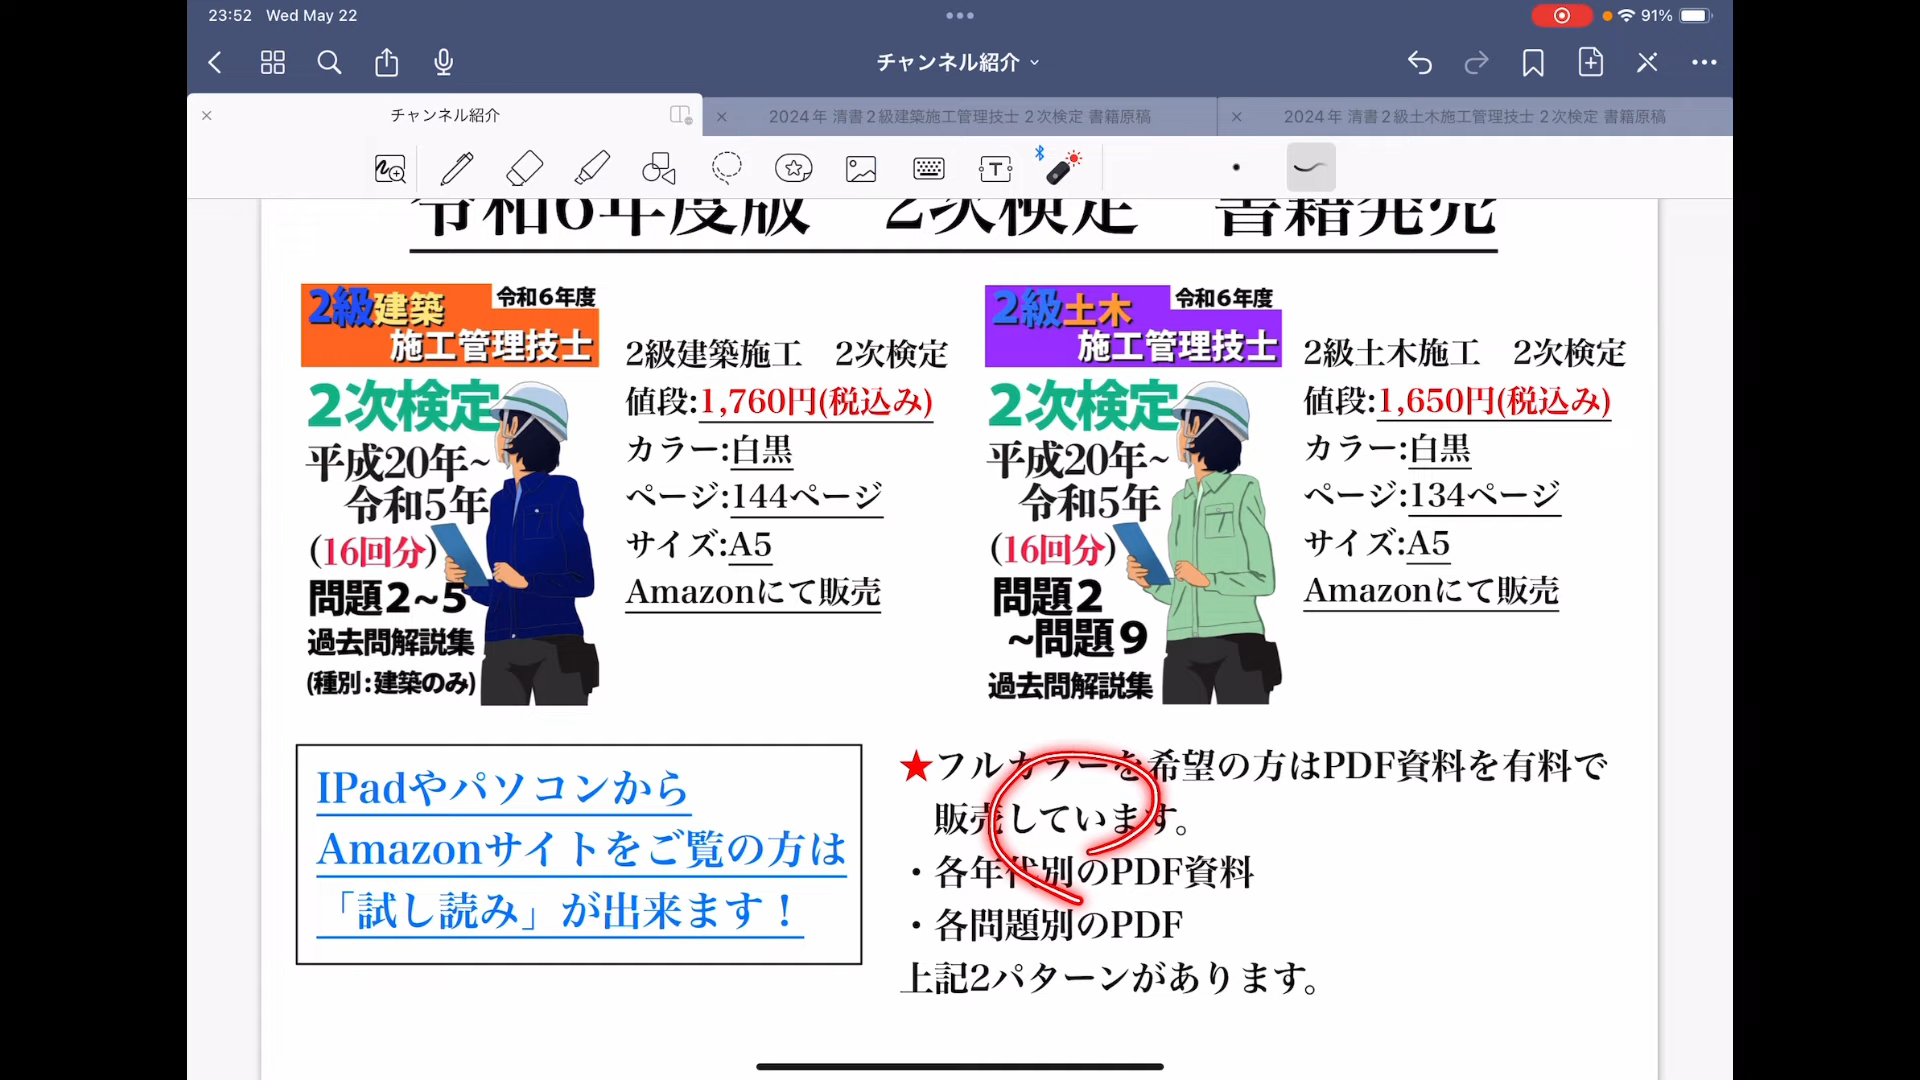 23:52 Wed May 22
91%
チャンネル紹介
チャンネル紹介
2024年 清書2級建築施工管理技士 2次検定 書籍原稿
2024年 清書2級土木施工管理技士 2次検定 書籍原稿
令和6年度版 2次検定 書籍発売
2級建築 令和6年度
施工管理技士
2次検定
平成20年~
令和5年
(16回分)
問題2~5
過去問解説集
(種別:建築のみ)
2級建築施工 2次検定
値段:1,760円(税込み)
カラー:白黒
ページ:144ページ
サイズ:A5
Amazonにて販売
2級土木 令和6年度
施工管理技士
2次検定
平成20年~
令和5年
(16回分)
問題2
~問題9
過去問解説集
2級土木施工 2次検定
値段:1,650円(税込み)
カラー:白黒
ページ:134ページ
サイズ:A5
Amazonにて販売
IPadやパソコンから
Amazonサイトをご覧の方は
「試し読み」が出来ます!
★フルカラーを希望の方はPDF資料を有料で
販売しています。
・各年代別のPDF資料
・各問題別のPDF
上記2パターンがあります。